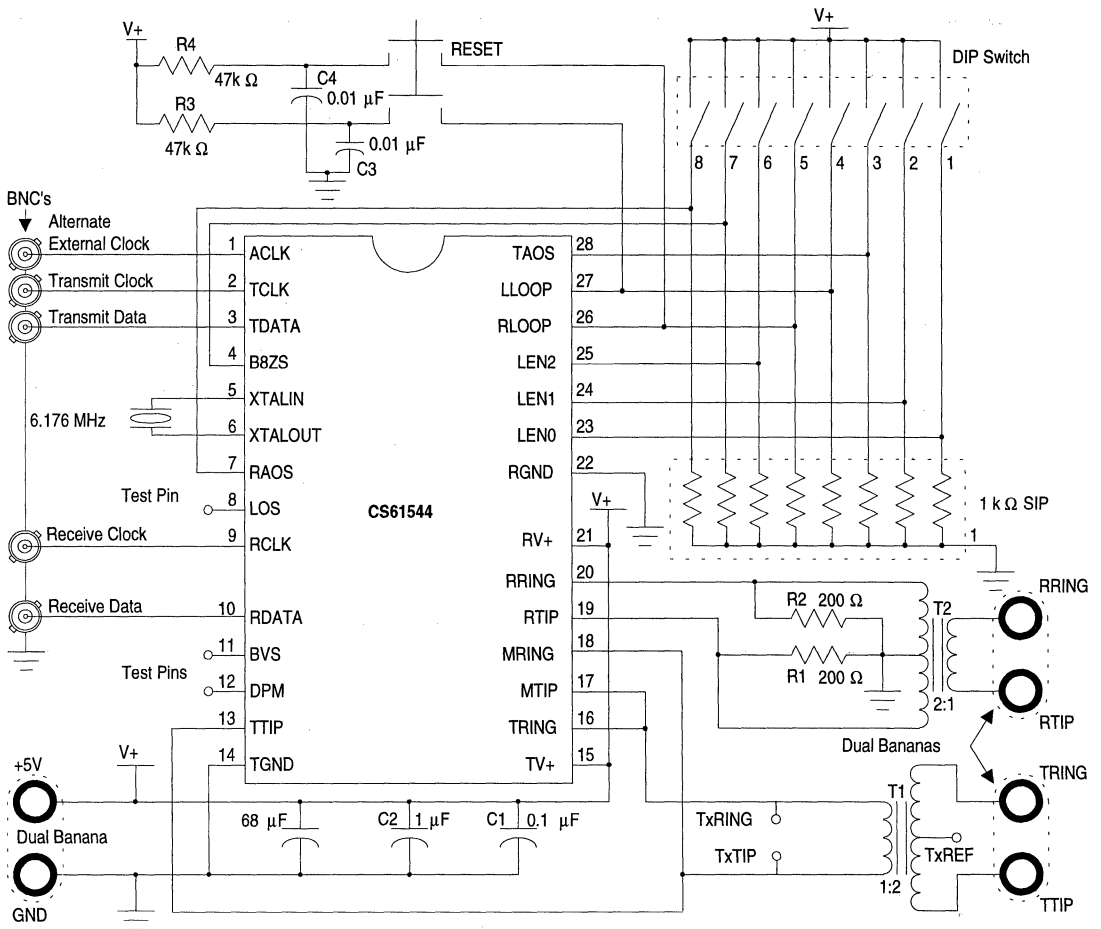 V+
R4
47k Ω
R3
47k Ω
C4
0.01 µF
0.01 µF
C3
RESET
V+
DIP Switch
8 7 6 5 4 3 2 1
BNC's
Alternate
External Clock
Transmit Clock
Transmit Data
6.176 MHz
Test Pin
Receive Clock
Receive Data
Test Pins
1 ACLK
2 TCLK
3 TDATA
4 B8ZS
5 XTALIN
6 XTALOUT
7 RAOS
8 LOS
9 RCLK
10 RDATA
11 BVS
12 DPM
13 TTIP
14 TGND
CS61544
TAOS 28
LLOOP 27
RLOOP 26
LEN2 25
LEN1 24
LEN0 23
RGND 22
RV+ 21
RRING 20
RTIP 19
MRING 18
MTIP 17
TRING 16
TV+ 15
V+
1 k Ω SIP
1
R2 200 Ω
R1 200 Ω
T2
2:1
RRING
RTIP
Dual Bananas
TRING
TTIP
T1
1:2
TxRING
TxTIP
TxREF
+5V
V+
Dual Banana
GND
68 µF
C2 1 µF
C1 0.1 µF